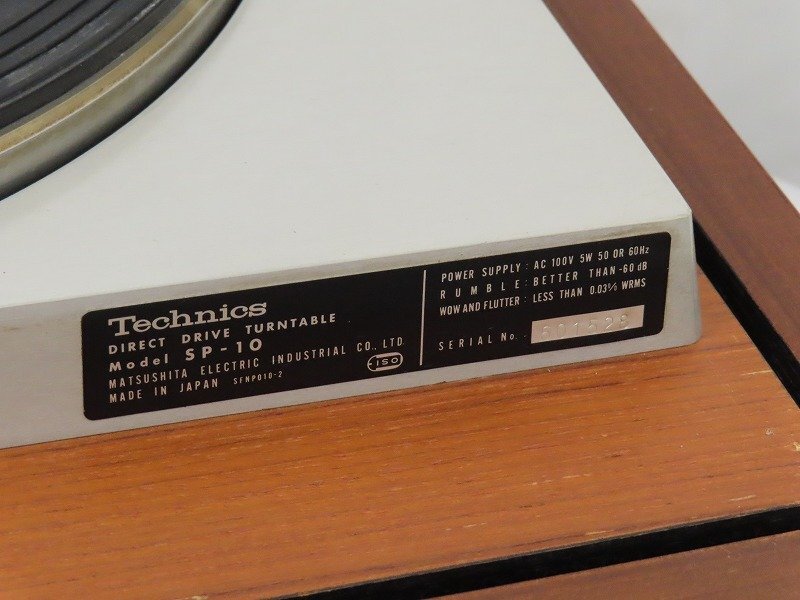 Technics
DIRECT DRIVE TURNTABLE
Model SP-10
MATSUSHITA ELECTRIC INDUSTRIAL CO., LTD.
MADE IN JAPAN SFNP010-2
ISO
POWER SUPPLY : AC 100V 5W 50 OR 60Hz
RUMBLE : BETTER THAN -60 dB
WOW AND FLUTTER : LESS THAN 0.03% WRMS
SERIAL No.